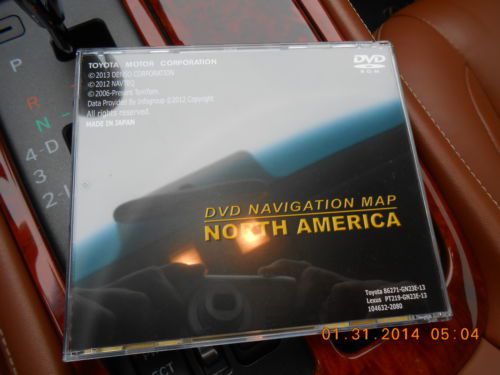 TOYOTA MOTOR CORPORATION
© 2013 DENSO CORPORATION
© 2012 NAVTEQ
© 2006-Present TomTom.
Data Provided By Infogroup ©2012 Copyright.
All rights reserved.
MADE IN JAPAN
DVD
ROM
DVD NAVIGATION MAP
NORTH AMERICA
Toyota 86271-GN23E-13
Lexus PT219-GN23E-13
104632-2080
P
R
N
4-D
3
2-L
01.31.2014 05:04